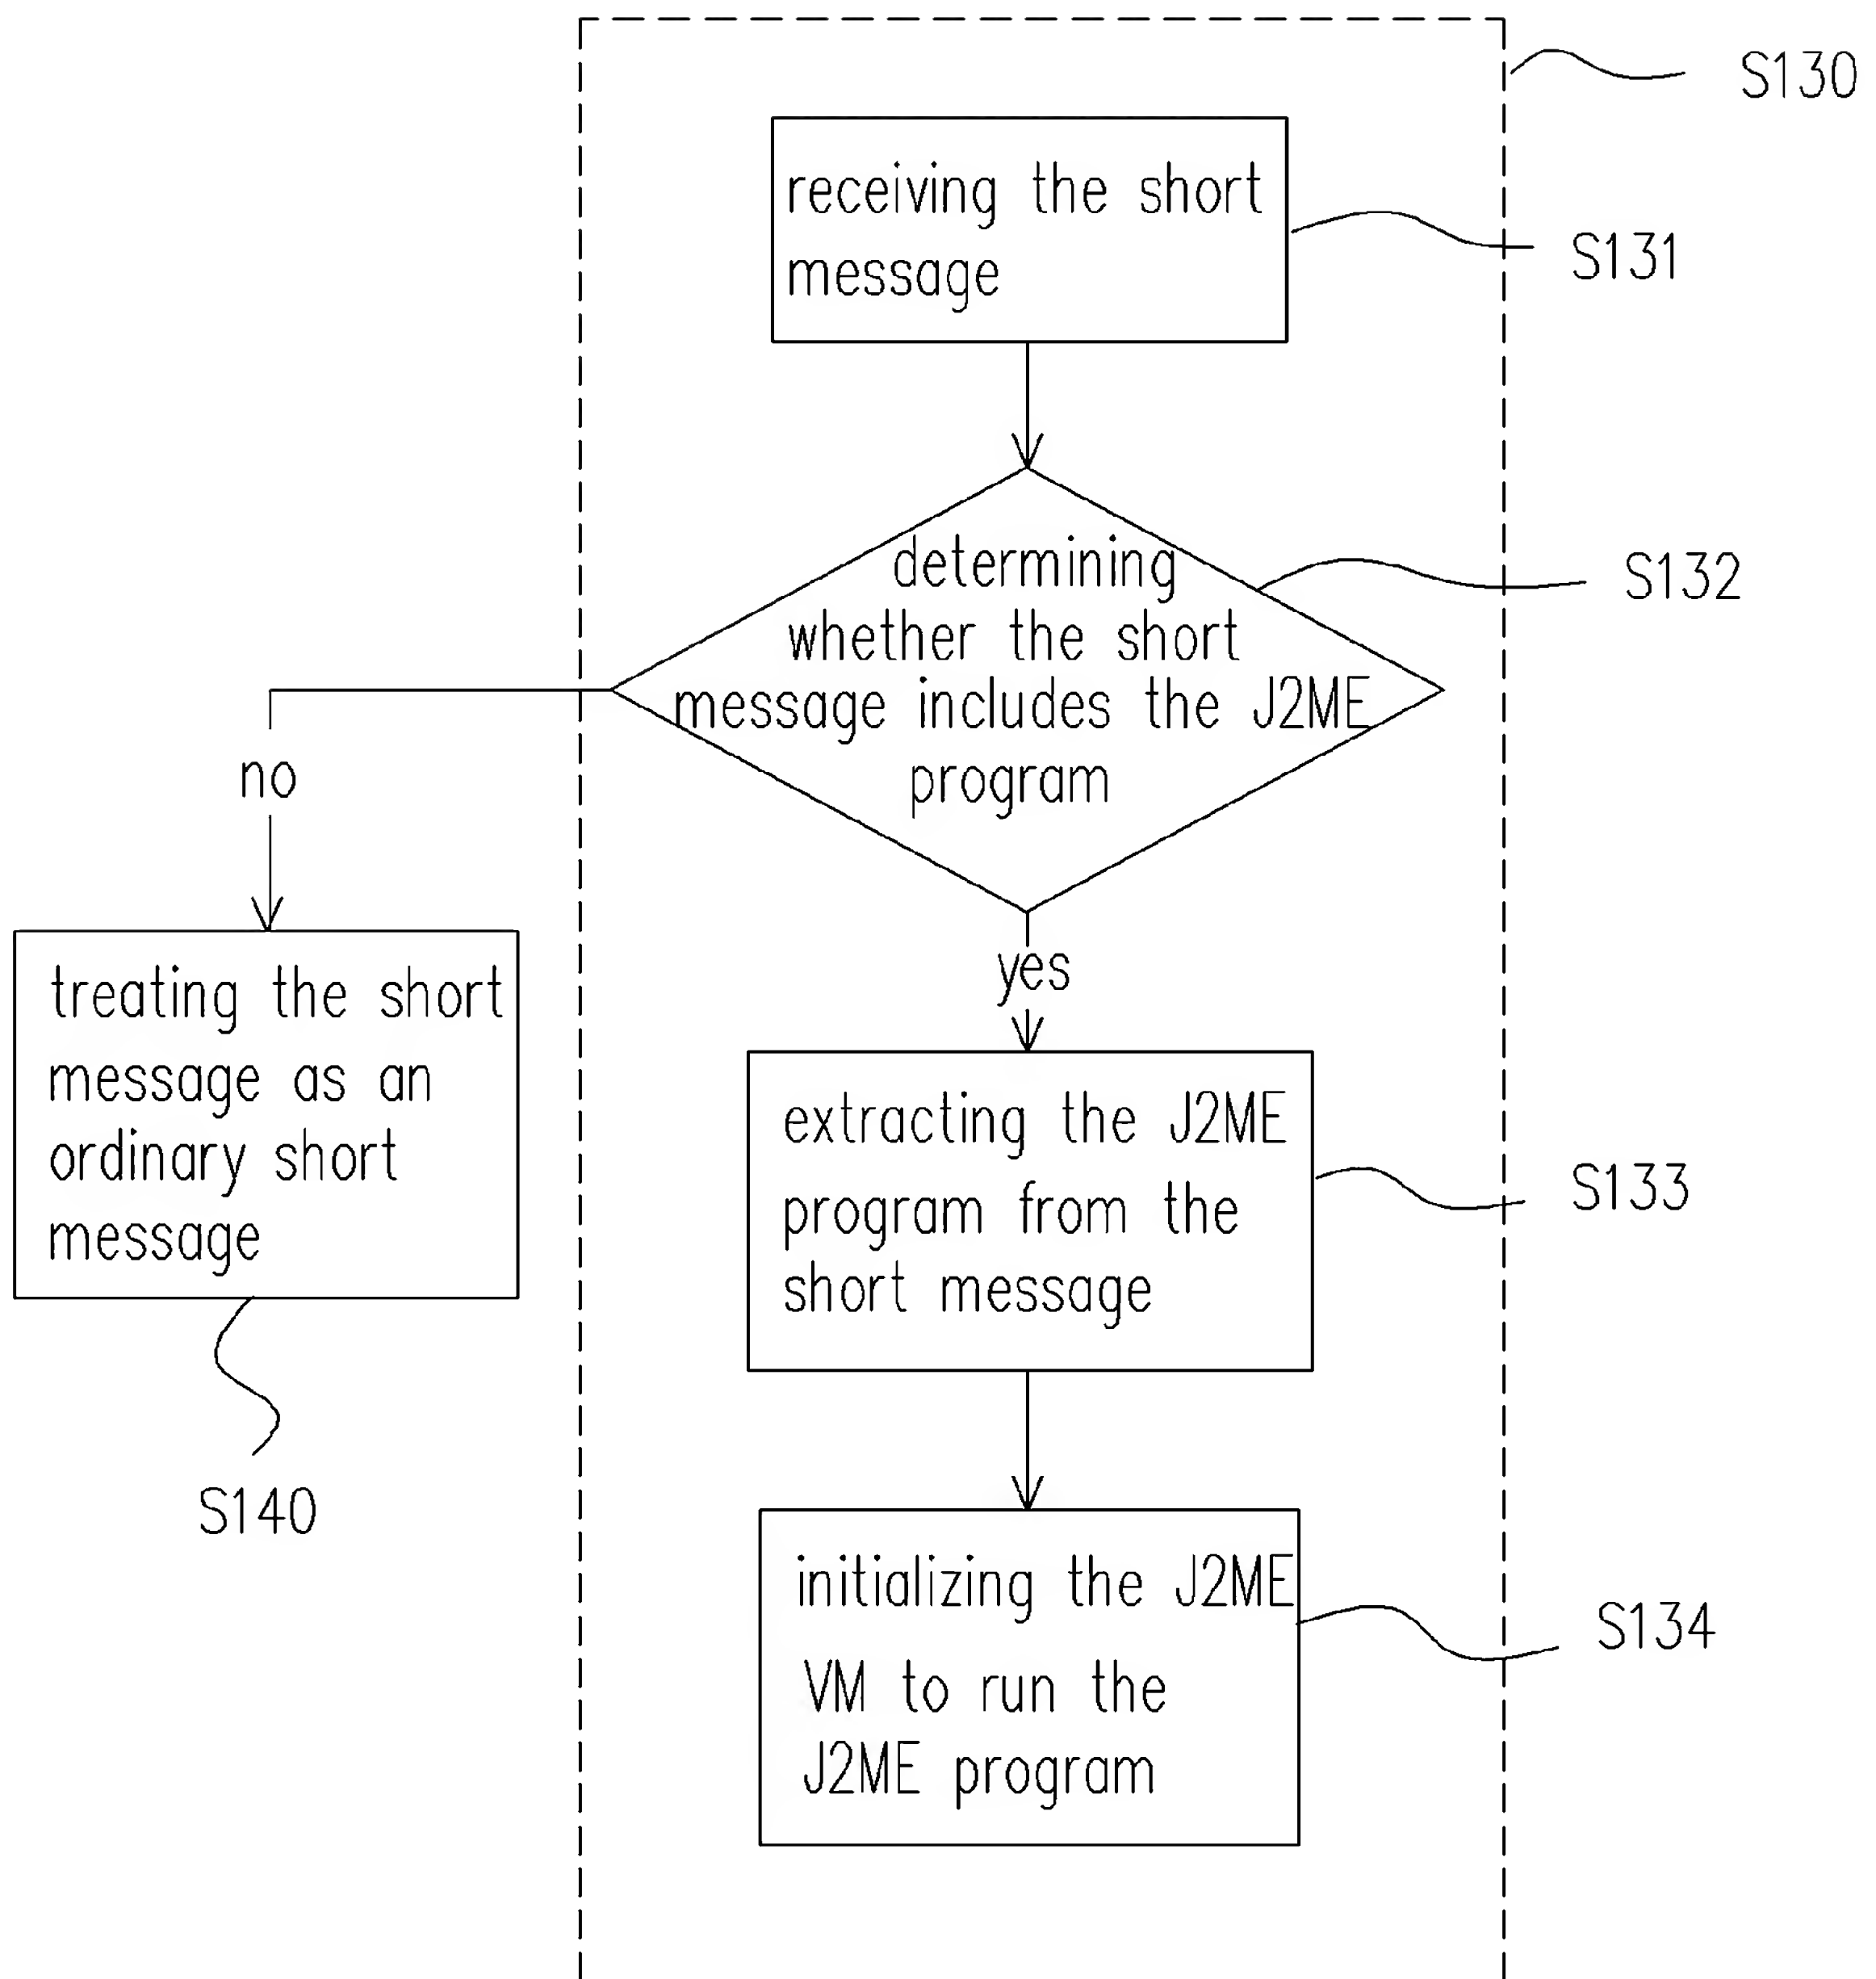 S130
receiving the short
message
S131
determining
whether the short
message includes the J2ME
program
S132
no
yes
treating the short
message as an
ordinary short
message
S140
extracting the J2ME
program from the
short message
S133
initializing the J2ME
VM to run the
J2ME program
S134